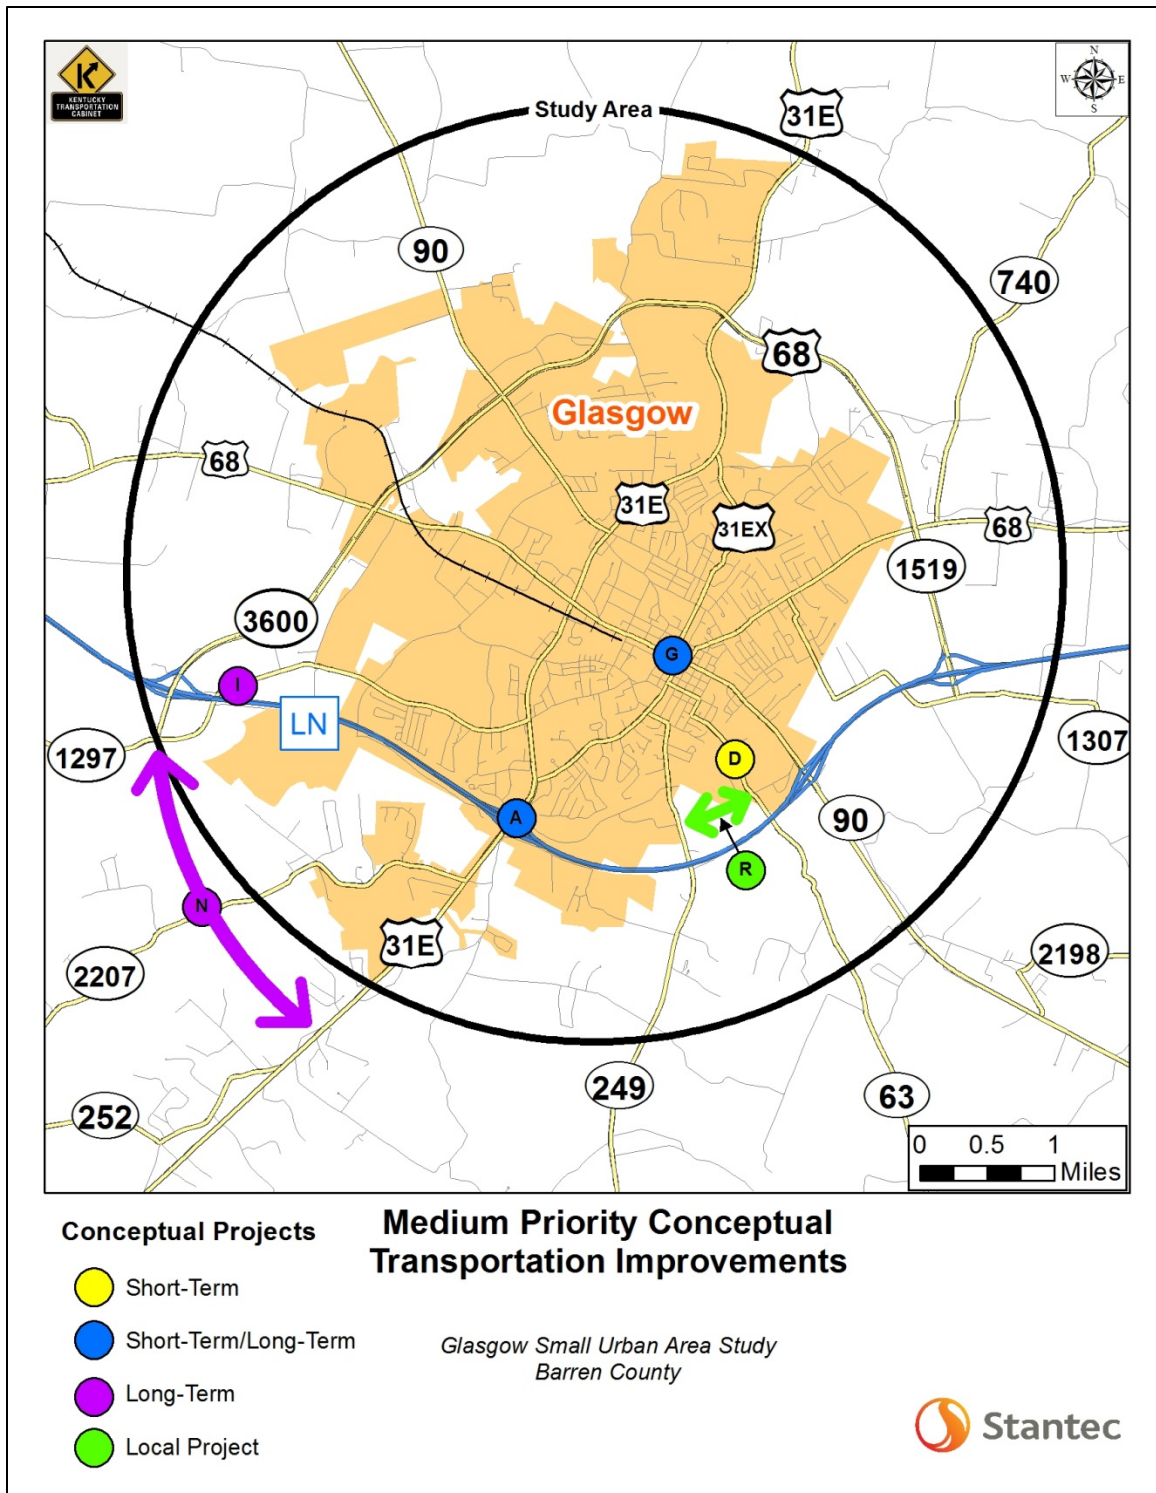 KENTUCKY
TRANSPORTATION
CABINET
N
W E
S
Study Area
31E
90
740
68
Glasgow
68
31E
31EX
68
1519
3600
G
I
LN
1297
1307
D
A
90
R
N
31E
2198
2207
249
63
252
0 0.5 1
Miles
Conceptual Projects
Short-Term
Short-Term/Long-Term
Long-Term
Local Project
Medium Priority Conceptual
Transportation Improvements
Glasgow Small Urban Area Study
Barren County
Stantec